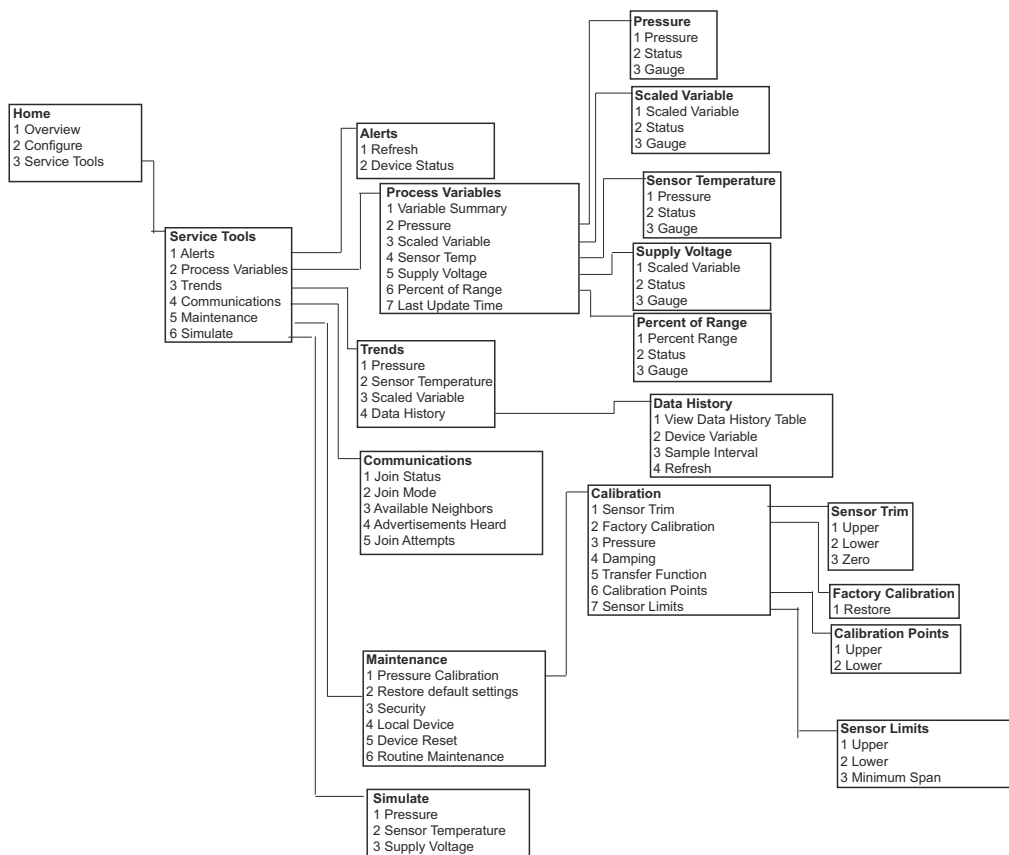 Home
1 Overview
2 Configure
3 Service Tools
Service Tools
1 Alerts
2 Process Variables
3 Trends
4 Communications
5 Maintenance
6 Simulate
Alerts
1 Refresh
2 Device Status
Process Variables
1 Variable Summary
2 Pressure
3 Scaled Variable
4 Sensor Temp
5 Supply Voltage
6 Percent of Range
7 Last Update Time
Pressure
1 Pressure
2 Status
3 Gauge
Scaled Variable
1 Scaled Variable
2 Status
3 Gauge
Sensor Temperature
1 Pressure
2 Status
3 Gauge
Supply Voltage
1 Scaled Variable
2 Status
3 Gauge
Percent of Range
1 Percent Range
2 Status
3 Gauge
Trends
1 Pressure
2 Sensor Temperature
3 Scaled Variable
4 Data History
Data History
1 View Data History Table
2 Device Variable
3 Sample Interval
4 Refresh
Communications
1 Join Status
2 Join Mode
3 Available Neighbors
4 Advertisements Heard
5 Join Attempts
Maintenance
1 Pressure Calibration
2 Restore default settings
3 Security
4 Local Device
5 Device Reset
6 Routine Maintenance
Calibration
1 Sensor Trim
2 Factory Calibration
3 Pressure
4 Damping
5 Transfer Function
6 Calibration Points
7 Sensor Limits
Sensor Trim
1 Upper
2 Lower
3 Zero
Factory Calibration
1 Restore
Calibration Points
1 Upper
2 Lower
Sensor Limits
1 Upper
2 Lower
3 Minimum Span
Simulate
1 Pressure
2 Sensor Temperature
3 Supply Voltage